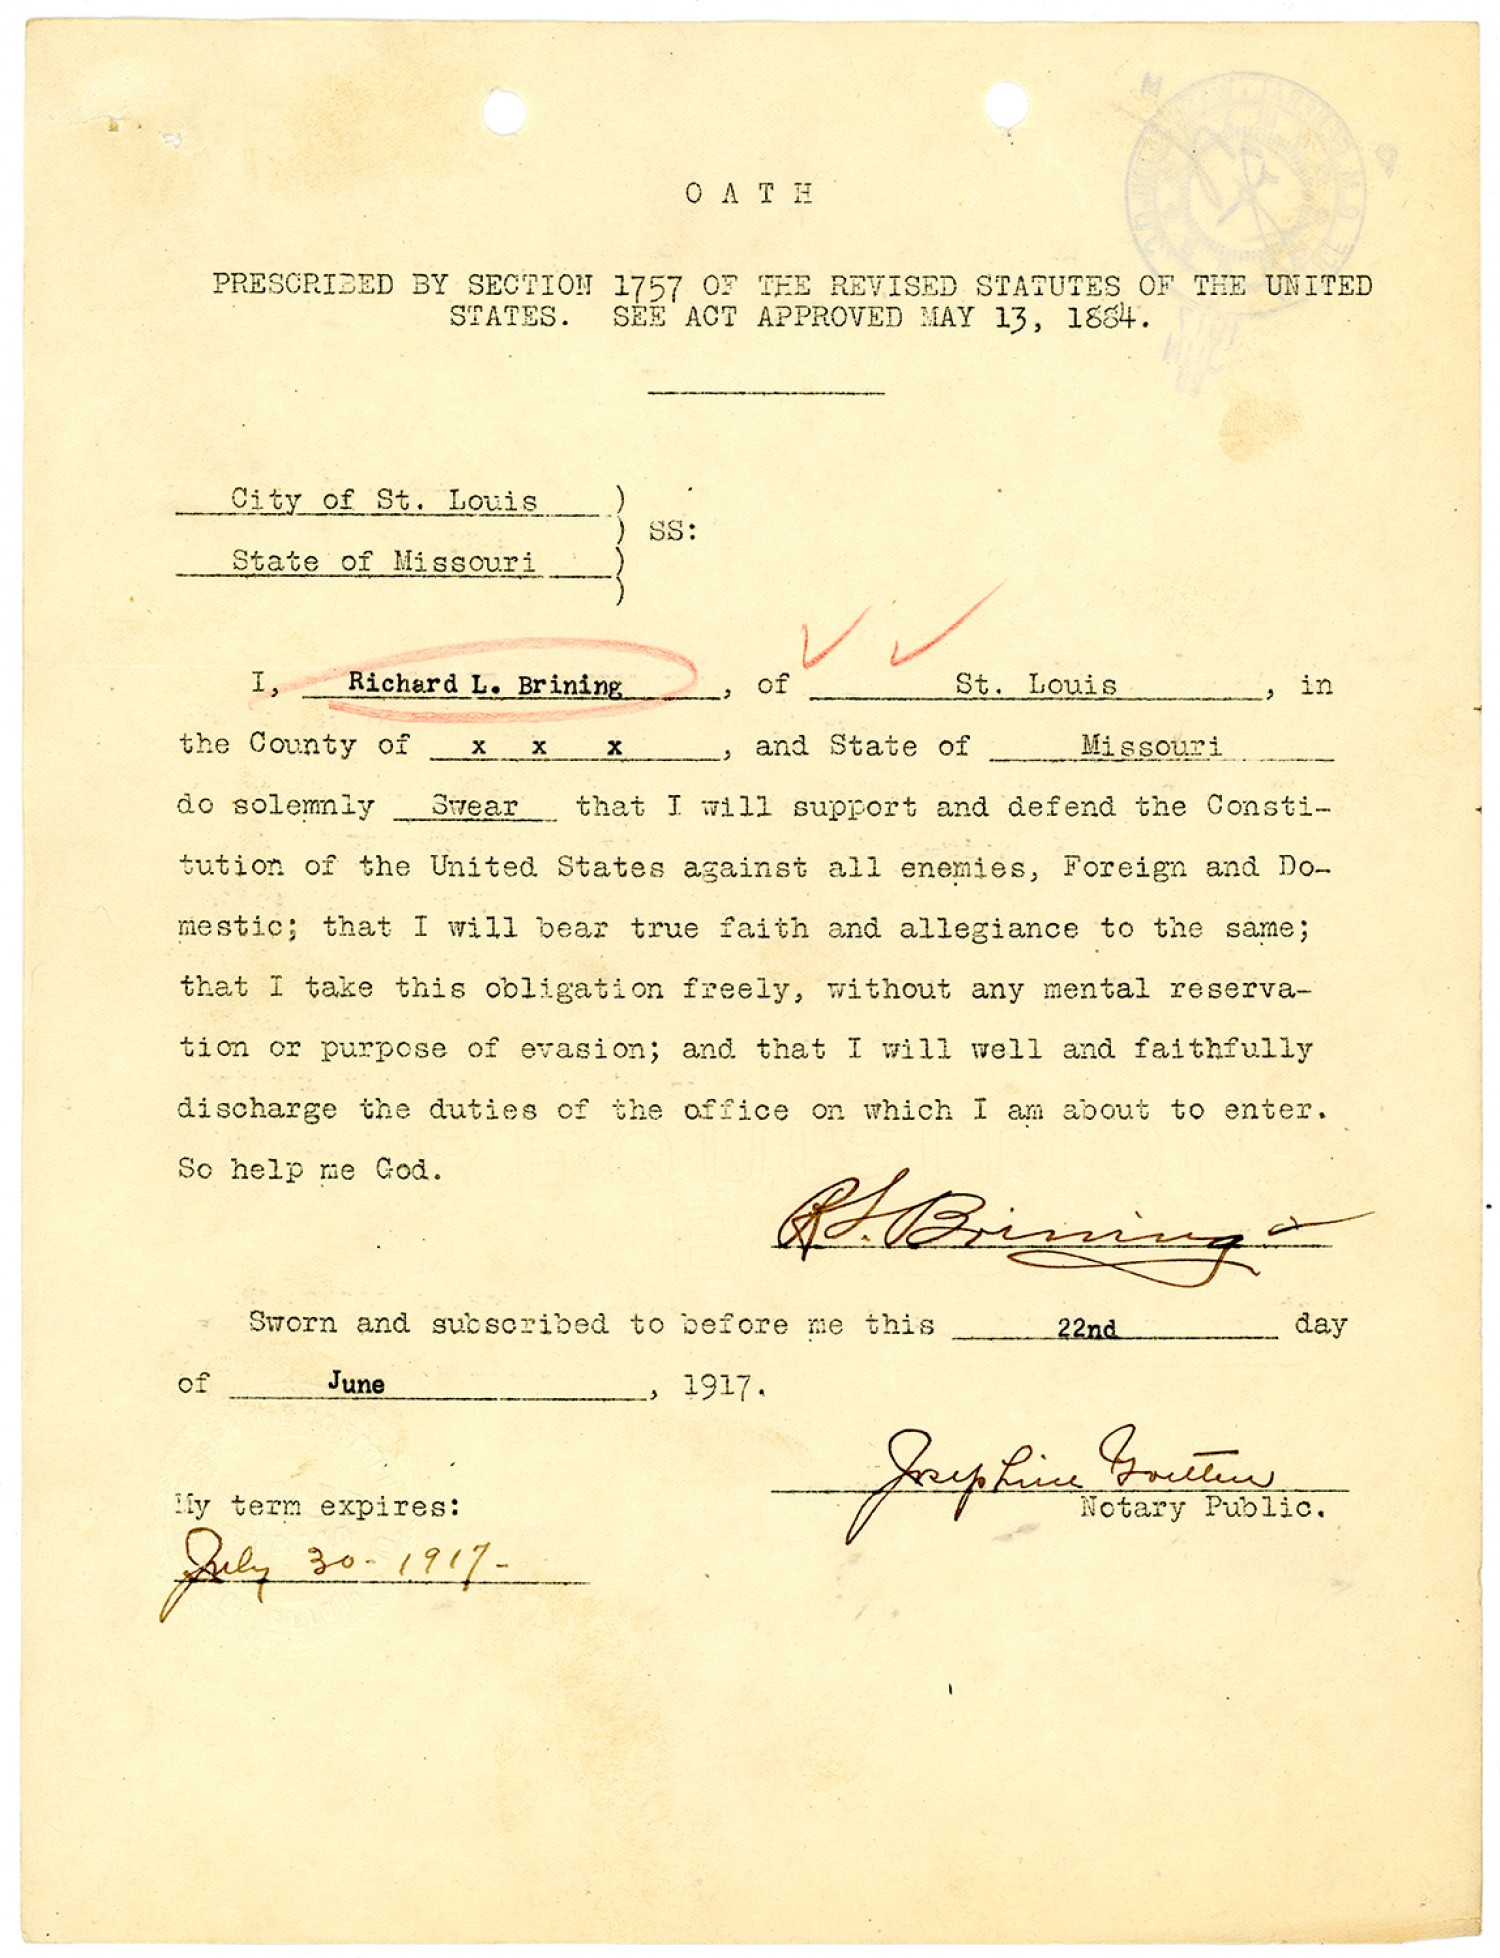 OATH
PRESCRIBED BY SECTION 1757 OF THE REVISED STATUTES OF THE UNITED
STATES. SEE ACT APPROVED MAY 13, 1884.
City of St. Louis )
) SS:
State of Missouri )
)
I, Richard L. Brining, of St. Louis, in
the County of x x x, and State of Missouri
do solemnly Swear that I will support and defend the Consti-
tution of the United States against all enemies, Foreign and Do-
mestic; that I will bear true faith and allegiance to the same;
that I take this obligation freely, without any mental reserva-
tion or purpose of evasion; and that I will well and faithfully
discharge the duties of the office on which I am about to enter.
So help me God.
R. L. Brining
Sworn and subscribed to before me this 22nd day
of June, 1917.
Josephine
Notary Public.
My term expires:
July 30 - 1917 -